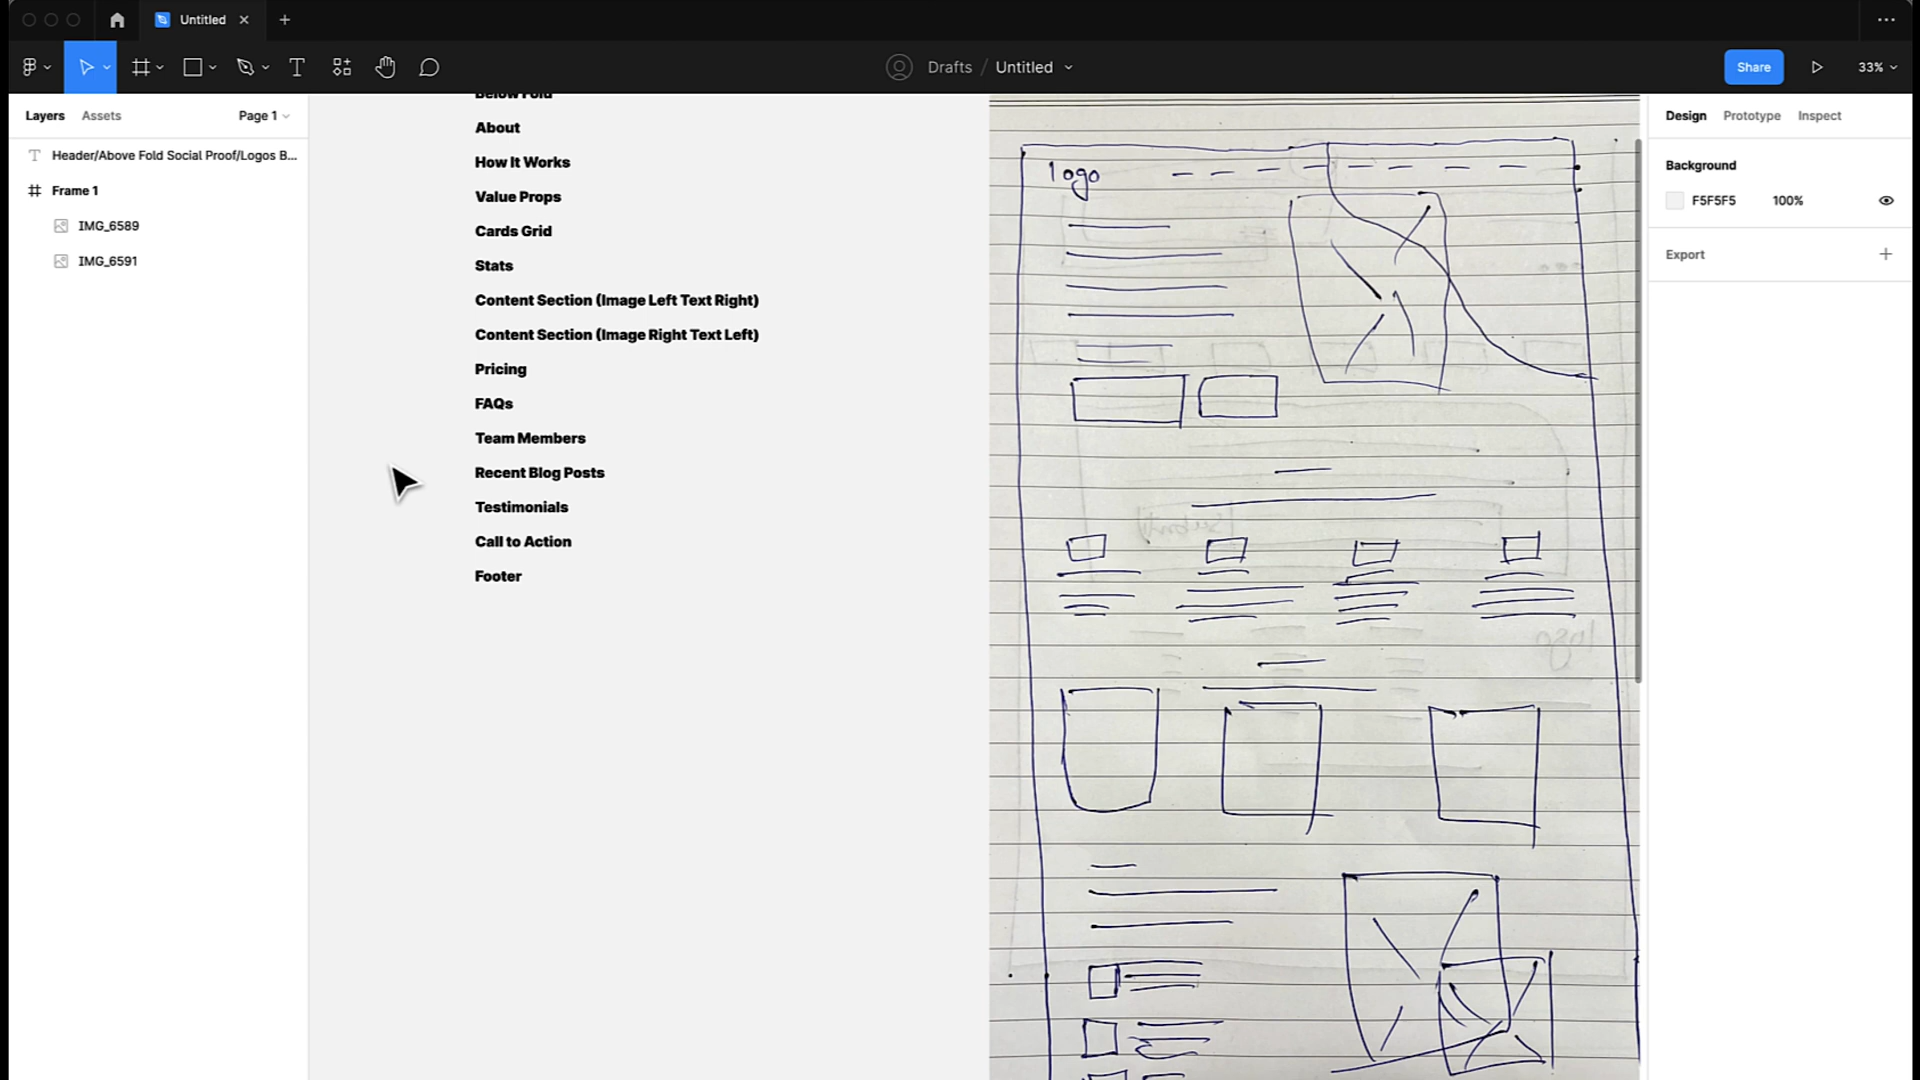 Untitled
Drafts / Untitled
Share
33%
Layers
Assets
Page 1
Header/Above Fold Social Proof/Logos B...
Frame 1
IMG_6589
IMG_6591
Below Fold
About
How It Works
Value Props
Cards Grid
Stats
Content Section (Image Left Text Right)
Content Section (Image Right Text Left)
Pricing
FAQs
Team Members
Recent Blog Posts
Testimonials
Call to Action
Footer
logo
Design
Prototype
Inspect
Background
F5F5F5
100%
Export